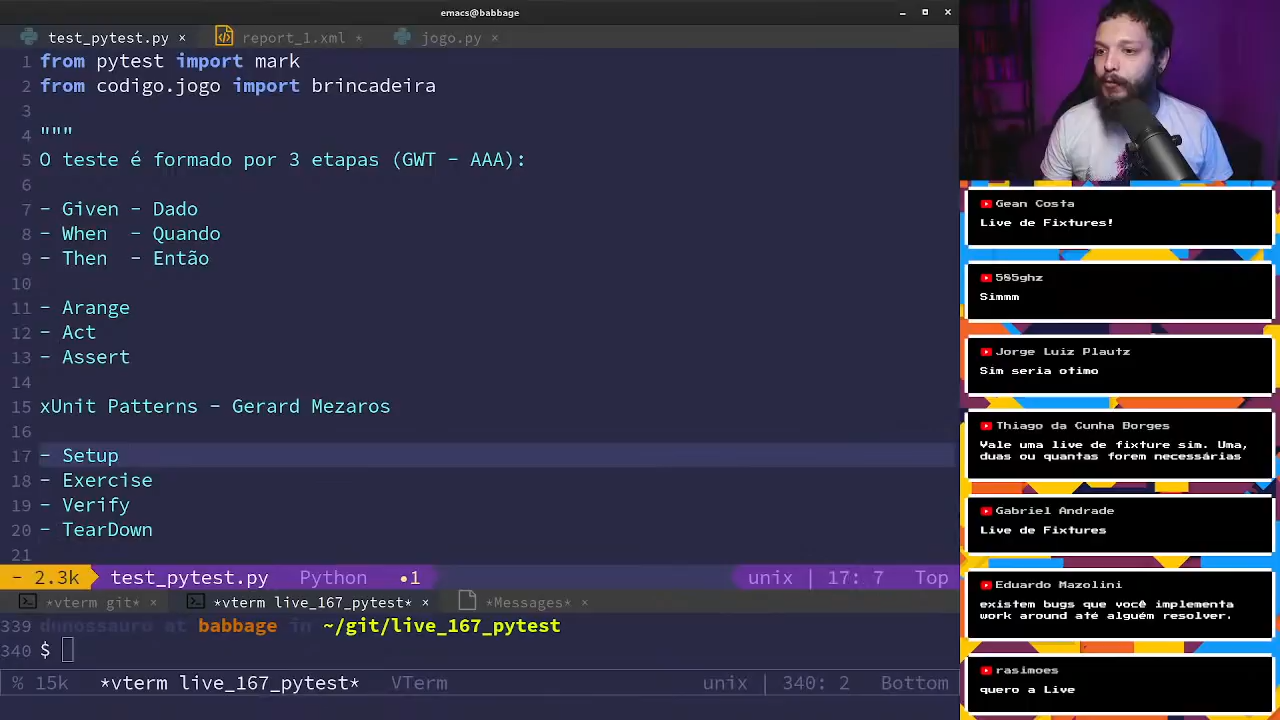 emacs@babbage
test_pytest.py × report_1.xml × jogo.py ×
1 from pytest import mark
2 from codigo.jogo import brincadeira
3
4 """
5 O teste é formado por 3 etapas (GWT - AAA):
6
7 - Given - Dado
8 - When  - Quando
9 - Then  - Então
10
11 - Arange
12 - Act
13 - Assert
14
15 xUnit Patterns - Gerard Mezaros
16
17 - Setup
18 - Exercise
19 - Verify
20 - TearDown
21
- 2.3k test_pytest.py Python •1 unix | 17: 7 Top
*vterm git* × *vterm live_167_pytest* × *Messages* ×
339 dunossauro at babbage in ~/git/live_167_pytest
340 $
% 15k *vterm live_167_pytest* VTerm unix | 340: 2 Bottom
Gean Costa
Live de Fixtures!
505ghz
Simmm
Jorge Luiz Plautz
Sim seria otimo
Thiago da Cunha Borges
Vale uma live de fixture sim. Uma,
duas ou quantas forem necessárias
Gabriel Andrade
Live de Fixtures
Eduardo Mazolini
existem bugs que você implementa
work around até alguém resolver.
rasimoes
quero a Live